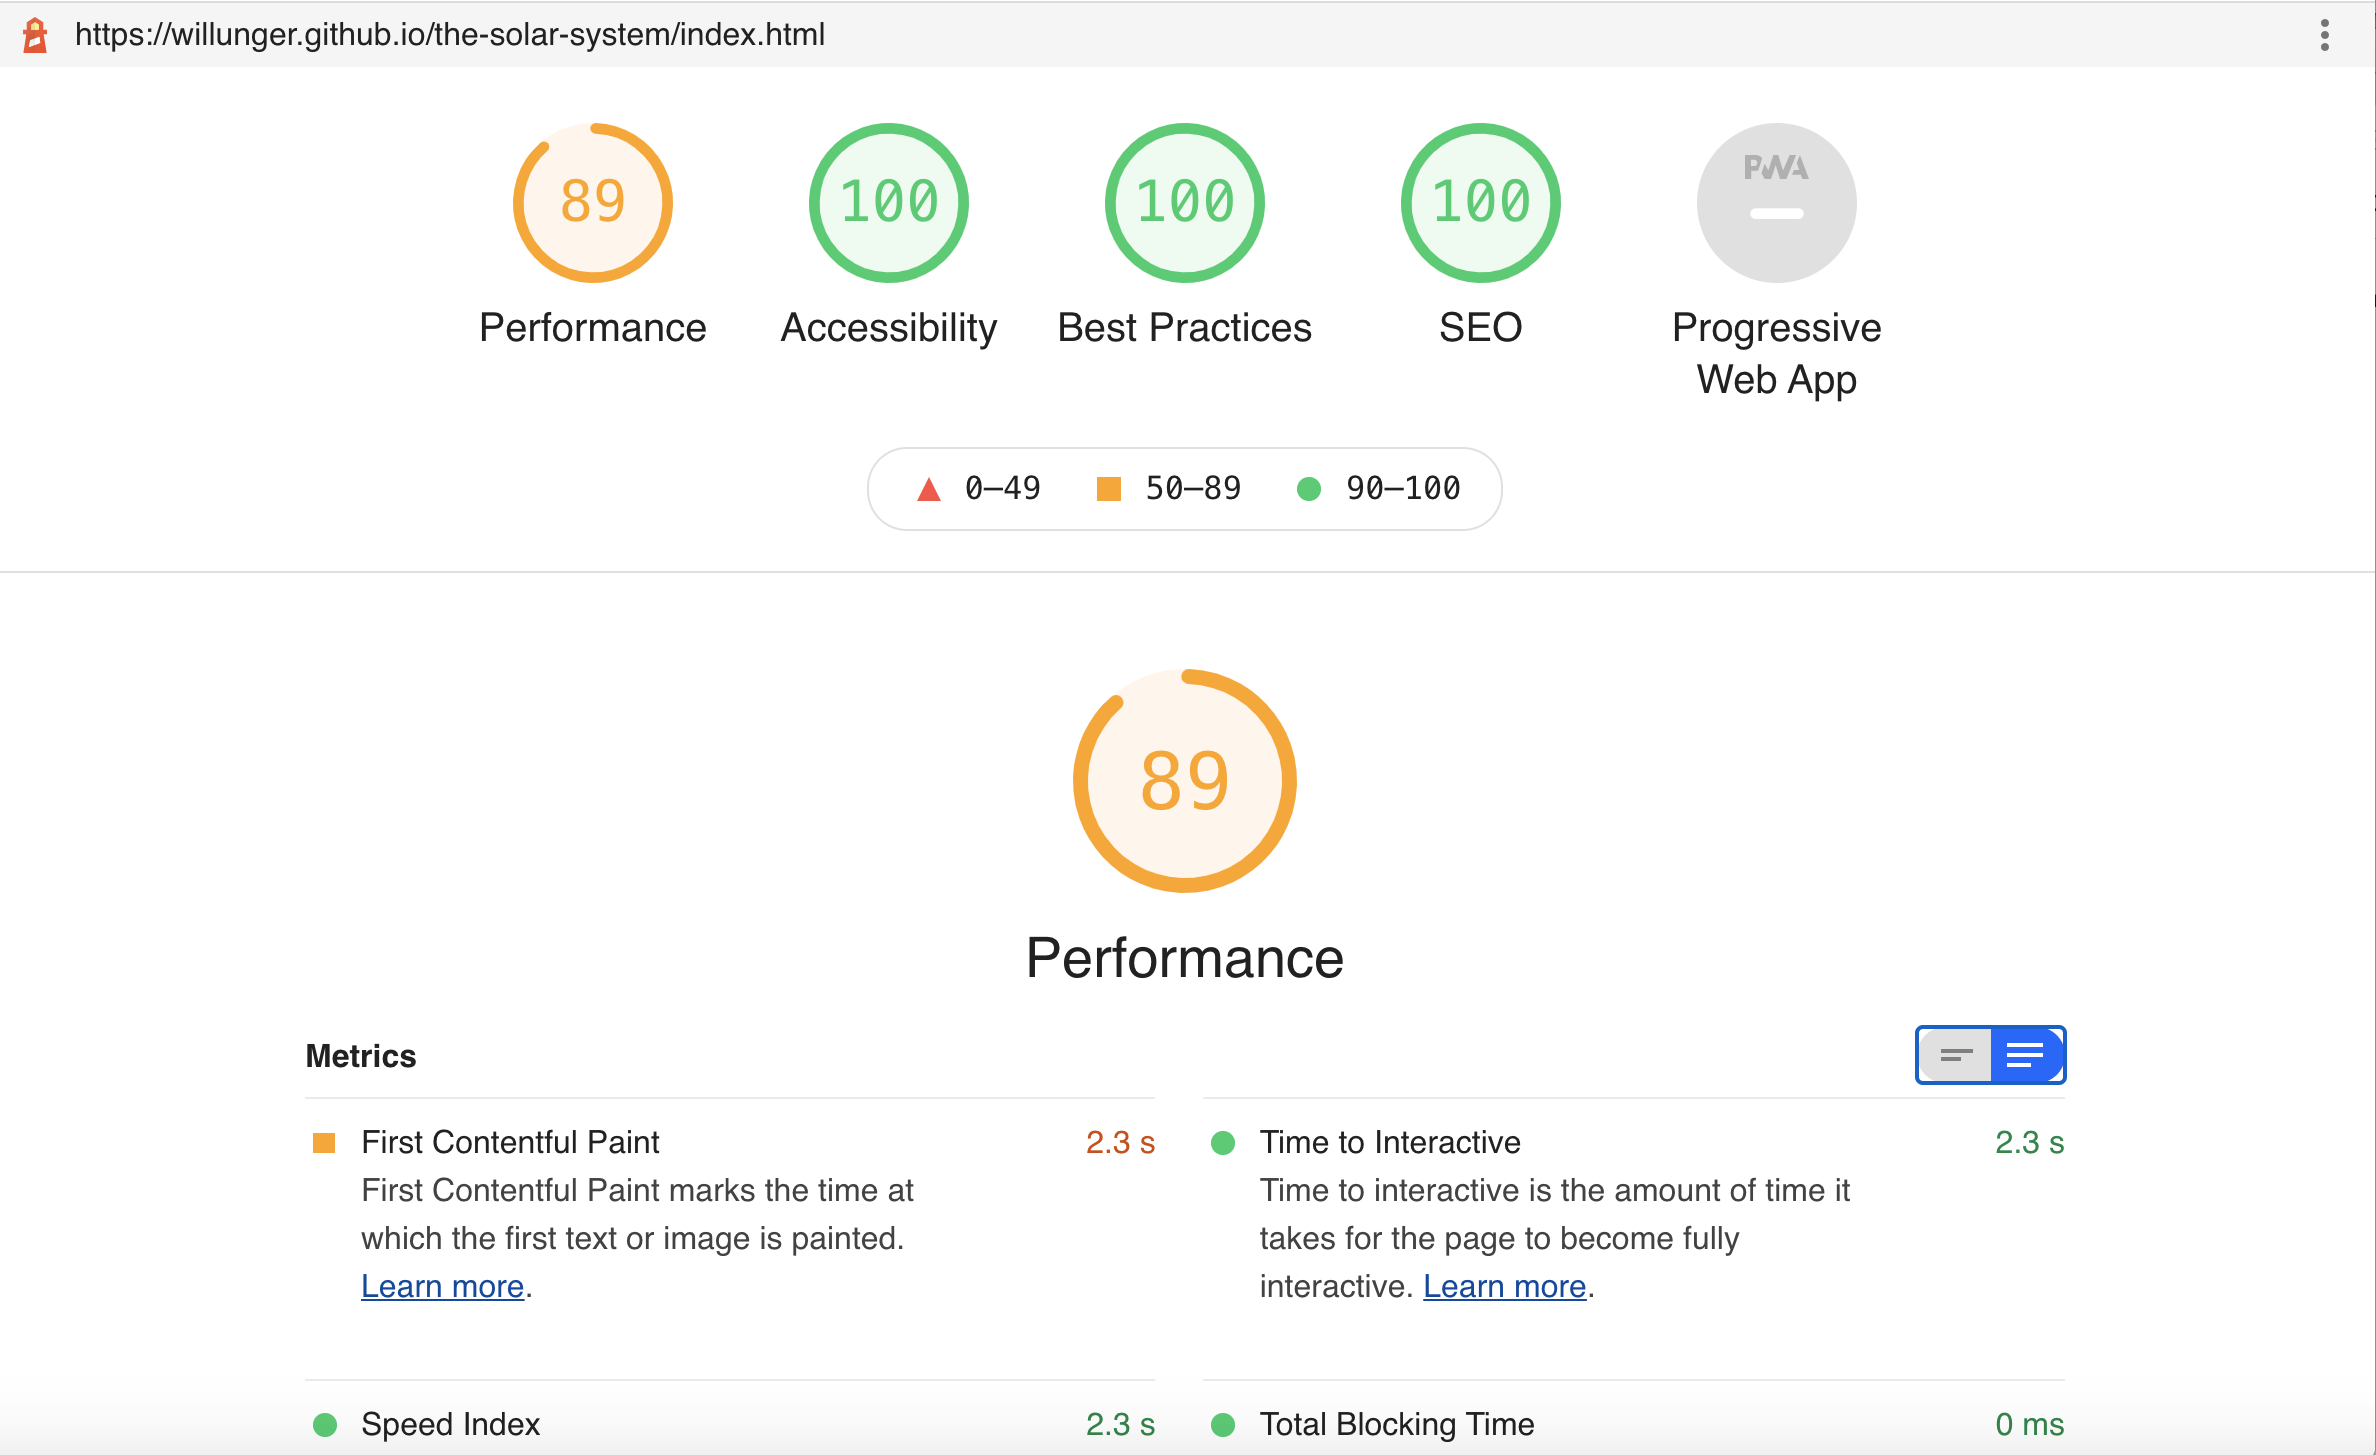 https://willunger.github.io/the-solar-system/index.html
89
100
100
100
PWA
Performance
Accessibility
Best Practices
SEO
Progressive
Web App
0–49
50–89
90–100
89
Performance
Metrics
First Contentful Paint
2.3 s
First Contentful Paint marks the time at
which the first text or image is painted.
Learn more.
Time to Interactive
2.3 s
Time to interactive is the amount of time it
takes for the page to become fully
interactive. Learn more.
Speed Index
2.3 s
Total Blocking Time
0 ms